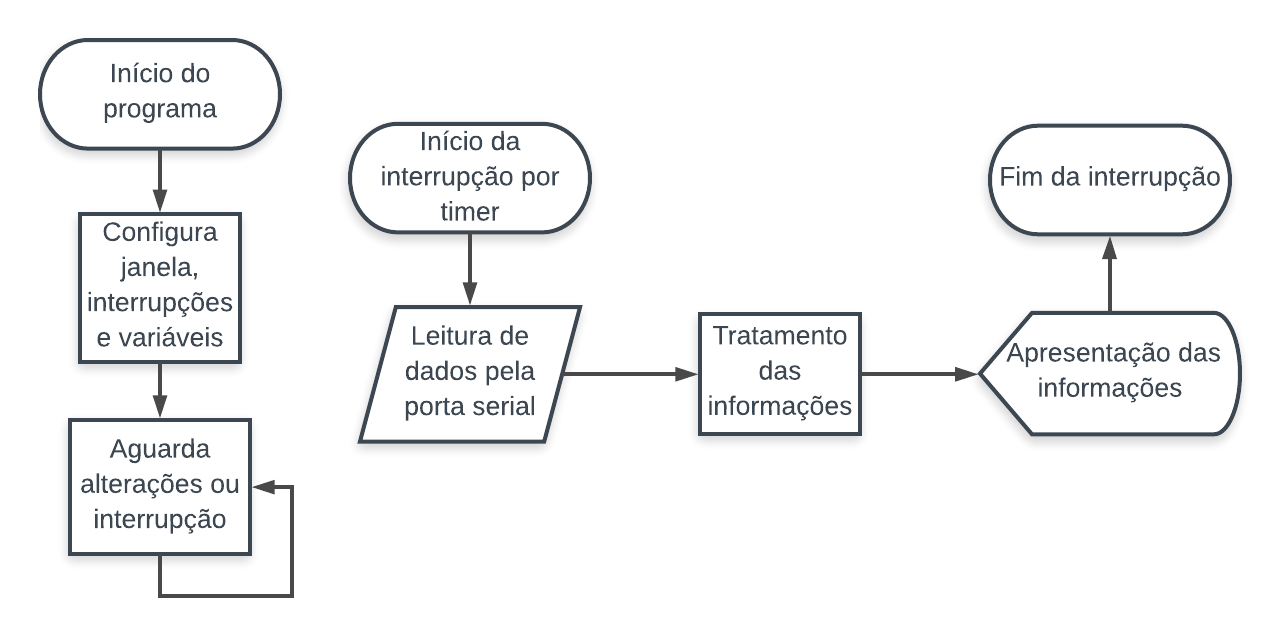 Início do
programa
Configura
janela,
interrupções
e variáveis
Aguarda
alterações ou
interrupção
Início da
interrupção por
timer
Leitura de
dados pela
porta serial
Tratamento
das
informações
Apresentação das
informações
Fim da interrupção